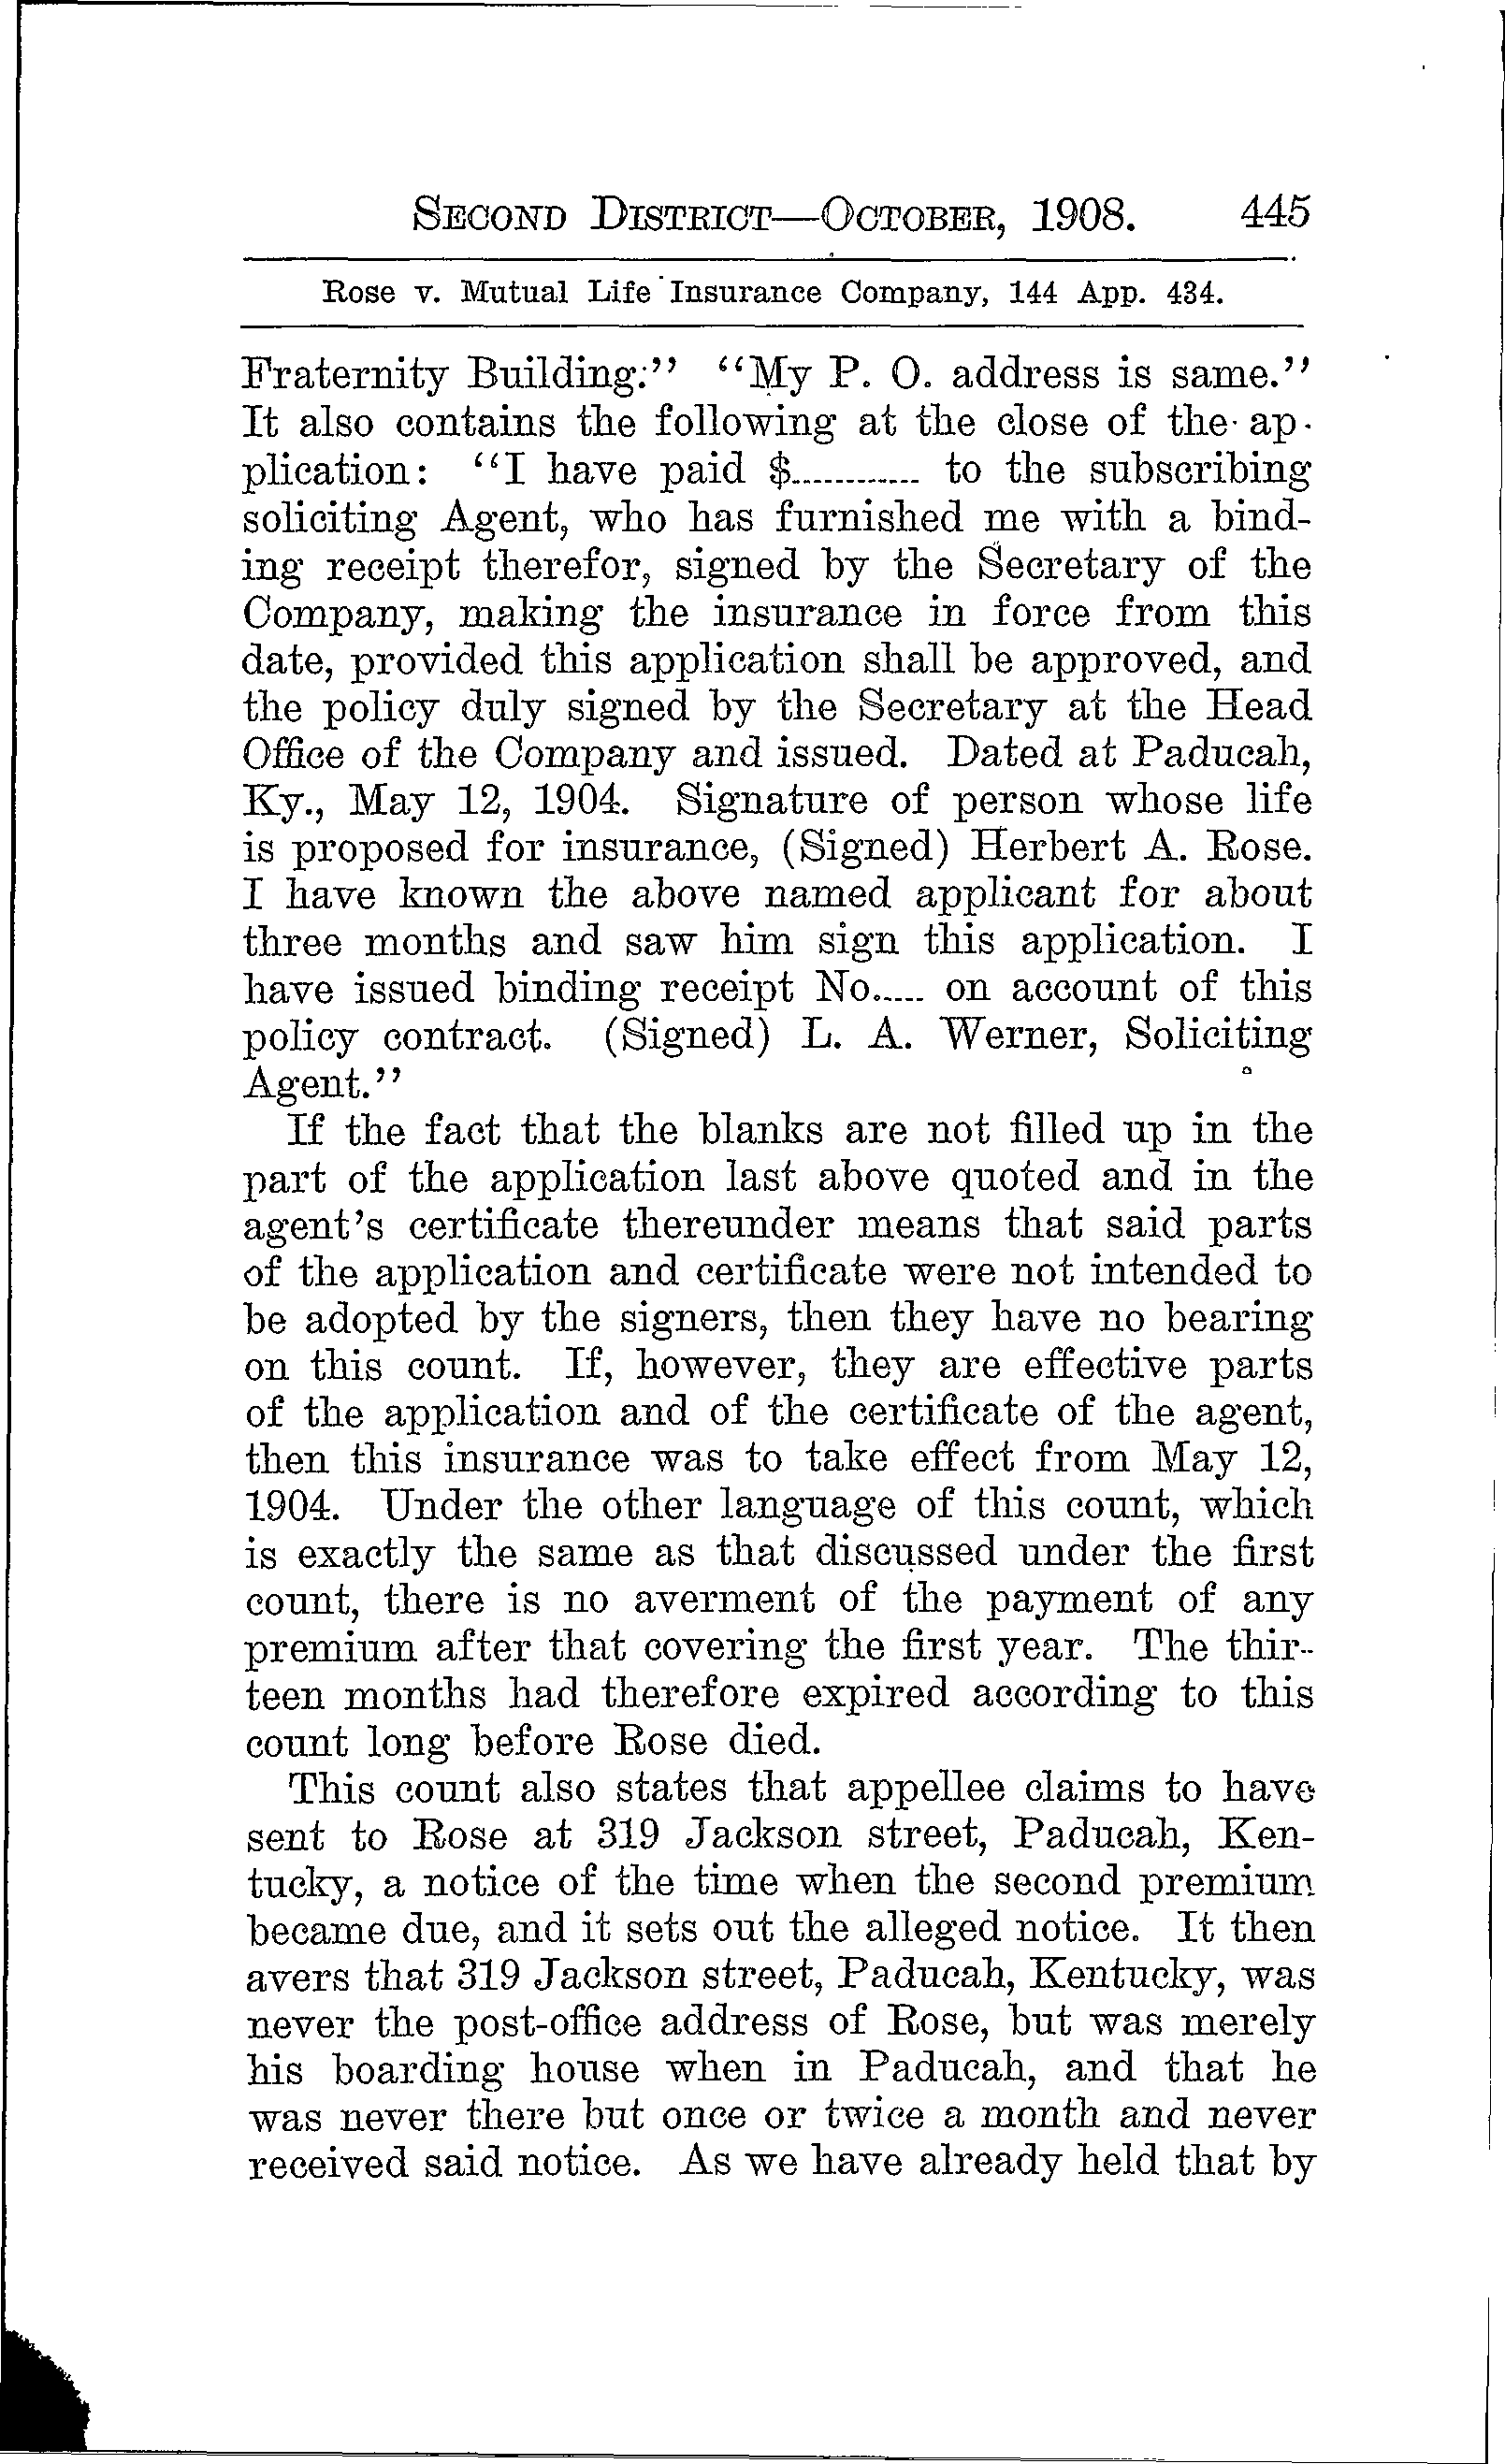 SECOND DISTRICT—OCTOBER, 1908. 445
Rose v. Mutual Life Insurance Company, 144 App. 434.
Fraternity Building:” “My P. O. address is same.”
It also contains the following at the close of the ap-
plication: “I have paid $............ to the subscribing
soliciting Agent, who has furnished me with a bind-
ing receipt therefor, signed by the Secretary of the
Company, making the insurance in force from this
date, provided this application shall be approved, and
the policy duly signed by the Secretary at the Head
Office of the Company and issued. Dated at Paducah,
Ky., May 12, 1904. Signature of person whose life
is proposed for insurance, (Signed) Herbert A. Rose.
I have known the above named applicant for about
three months and saw him sign this application. I
have issued binding receipt No..... on account of this
policy contract. (Signed) L. A. Werner, Soliciting
Agent.”
If the fact that the blanks are not filled up in the
part of the application last above quoted and in the
agent’s certificate thereunder means that said parts
of the application and certificate were not intended to
be adopted by the signers, then they have no bearing
on this count. If, however, they are effective parts
of the application and of the certificate of the agent,
then this insurance was to take effect from May 12,
1904. Under the other language of this count, which
is exactly the same as that discussed under the first
count, there is no averment of the payment of any
premium after that covering the first year. The thir-
teen months had therefore expired according to this
count long before Rose died.
This count also states that appellee claims to have
sent to Rose at 319 Jackson street, Paducah, Ken-
tucky, a notice of the time when the second premium
became due, and it sets out the alleged notice. It then
avers that 319 Jackson street, Paducah, Kentucky, was
never the post-office address of Rose, but was merely
his boarding house when in Paducah, and that he
was never there but once or twice a month and never
received said notice. As we have already held that by